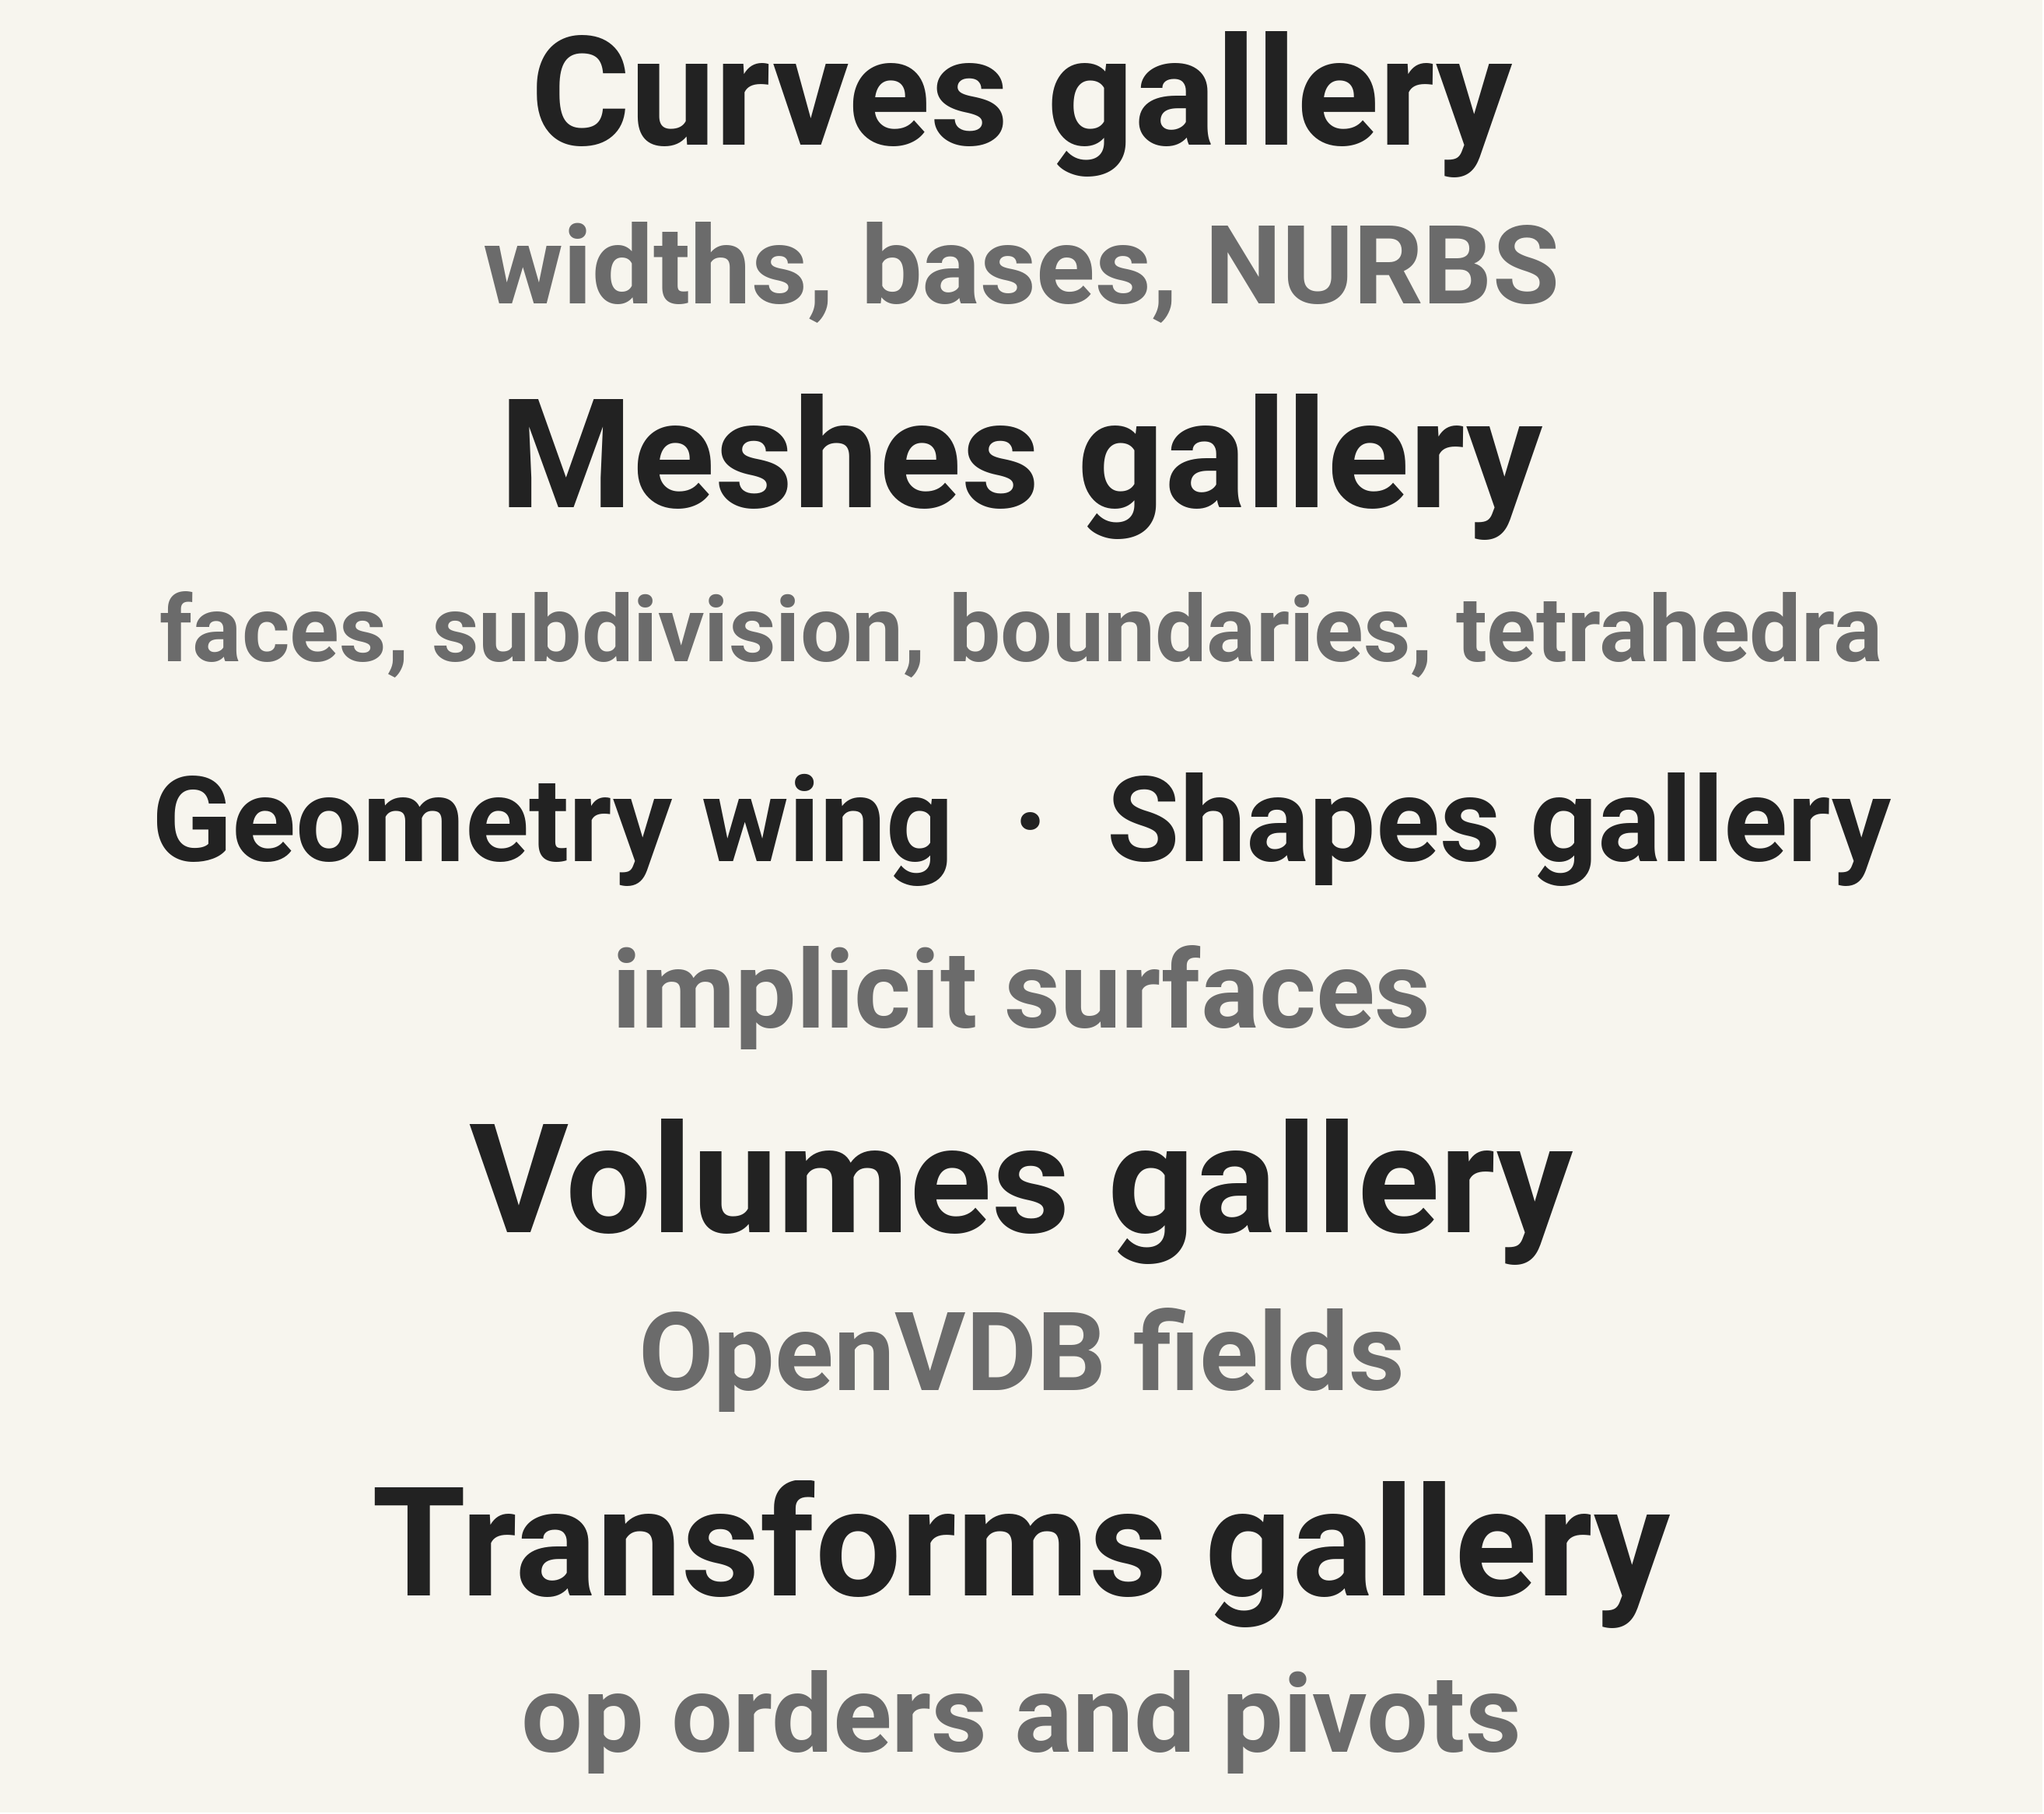 Curves gallery
widths, bases, NURBS
Meshes gallery
faces, subdivision, boundaries, tetrahedra
Geometry wing · Shapes gallery
implicit surfaces
Volumes gallery
OpenVDB fields
Transforms gallery
op orders and pivots